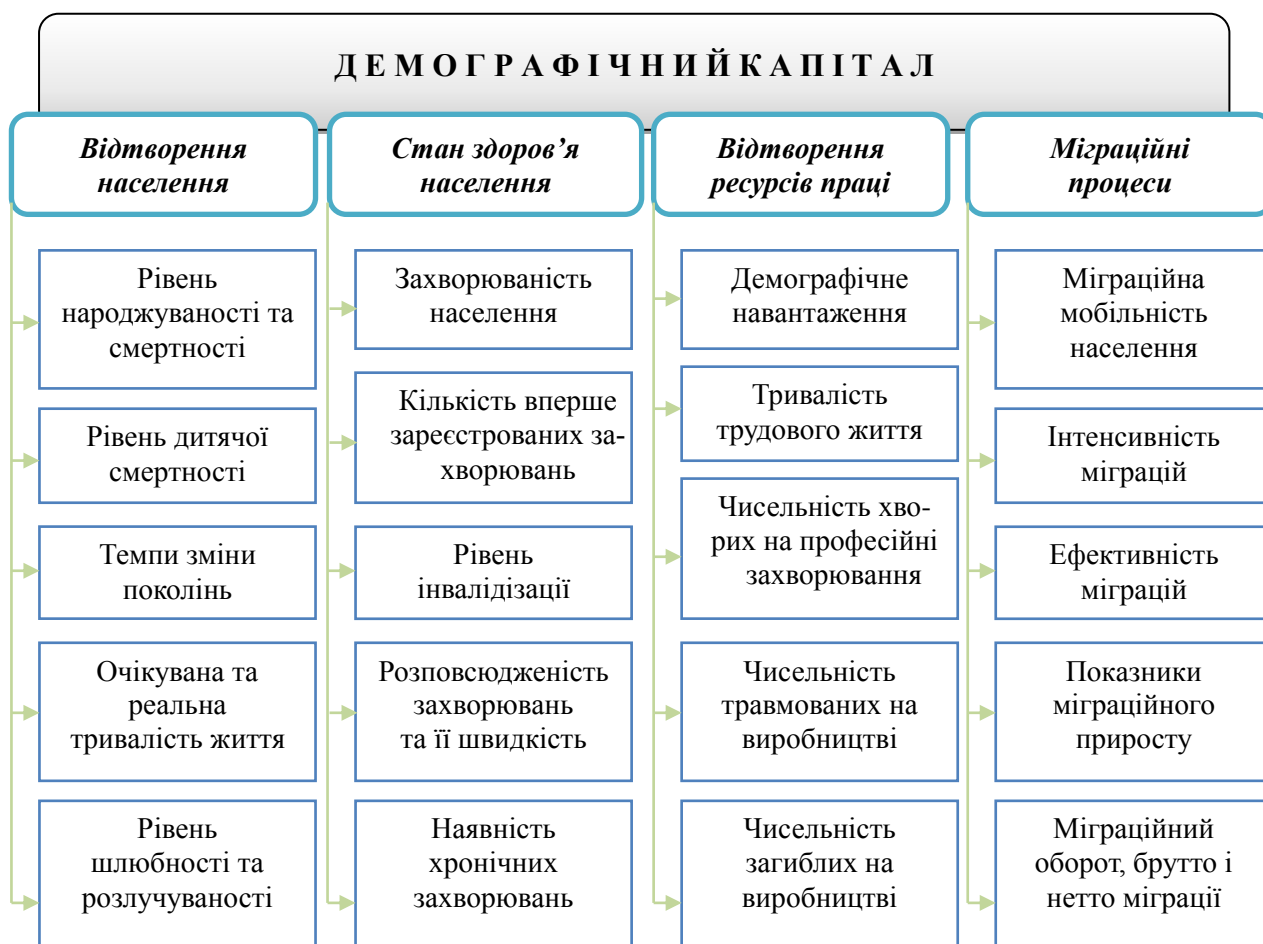 Д Е М О Г Р А Ф І Ч Н И Й К А П І Т А Л
Відтворення
населення
Рівень
народжуваності та
смертності
Рівень дитячої
смертності
Темпи зміни
поколінь
Очікувана та
реальна
тривалість життя
Рівень
шлюбності та
розлучуваності
Стан здоров’я
населення
Захворюваність
населення
Кількість вперше
зареєстрованих за-
хворювань
Рівень
інвалідізації
Розповсюдженість
захворювань
та її швидкість
Наявність
хронічних
захворювань
Відтворення
ресурсів праці
Демографічне
навантаження
Тривалість
трудового життя
Чисельність хво-
рих на професійні
захворювання
Чисельність
травмованих на
виробництві
Чисельність
загиблих на
виробництві
Міграційні
процеси
Міграційна
мобільність
населення
Інтенсивність
міграцій
Ефективність
міграцій
Показники
міграційного
приросту
Міграційний
оборот, брутто і
нетто міграції